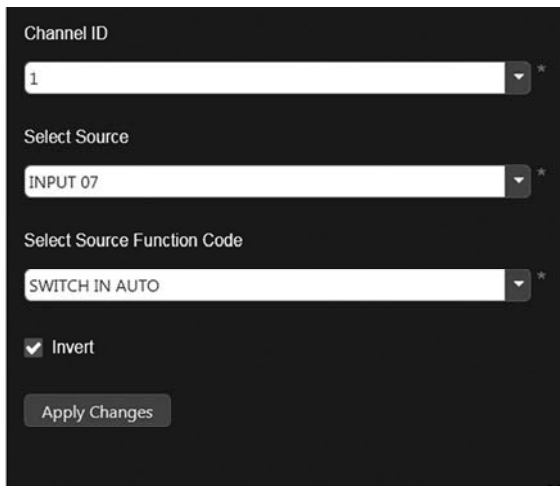 Channel ID
1
*
Select Source
INPUT 07
*
Select Source Function Code
SWITCH IN AUTO
*
Invert
Apply Changes